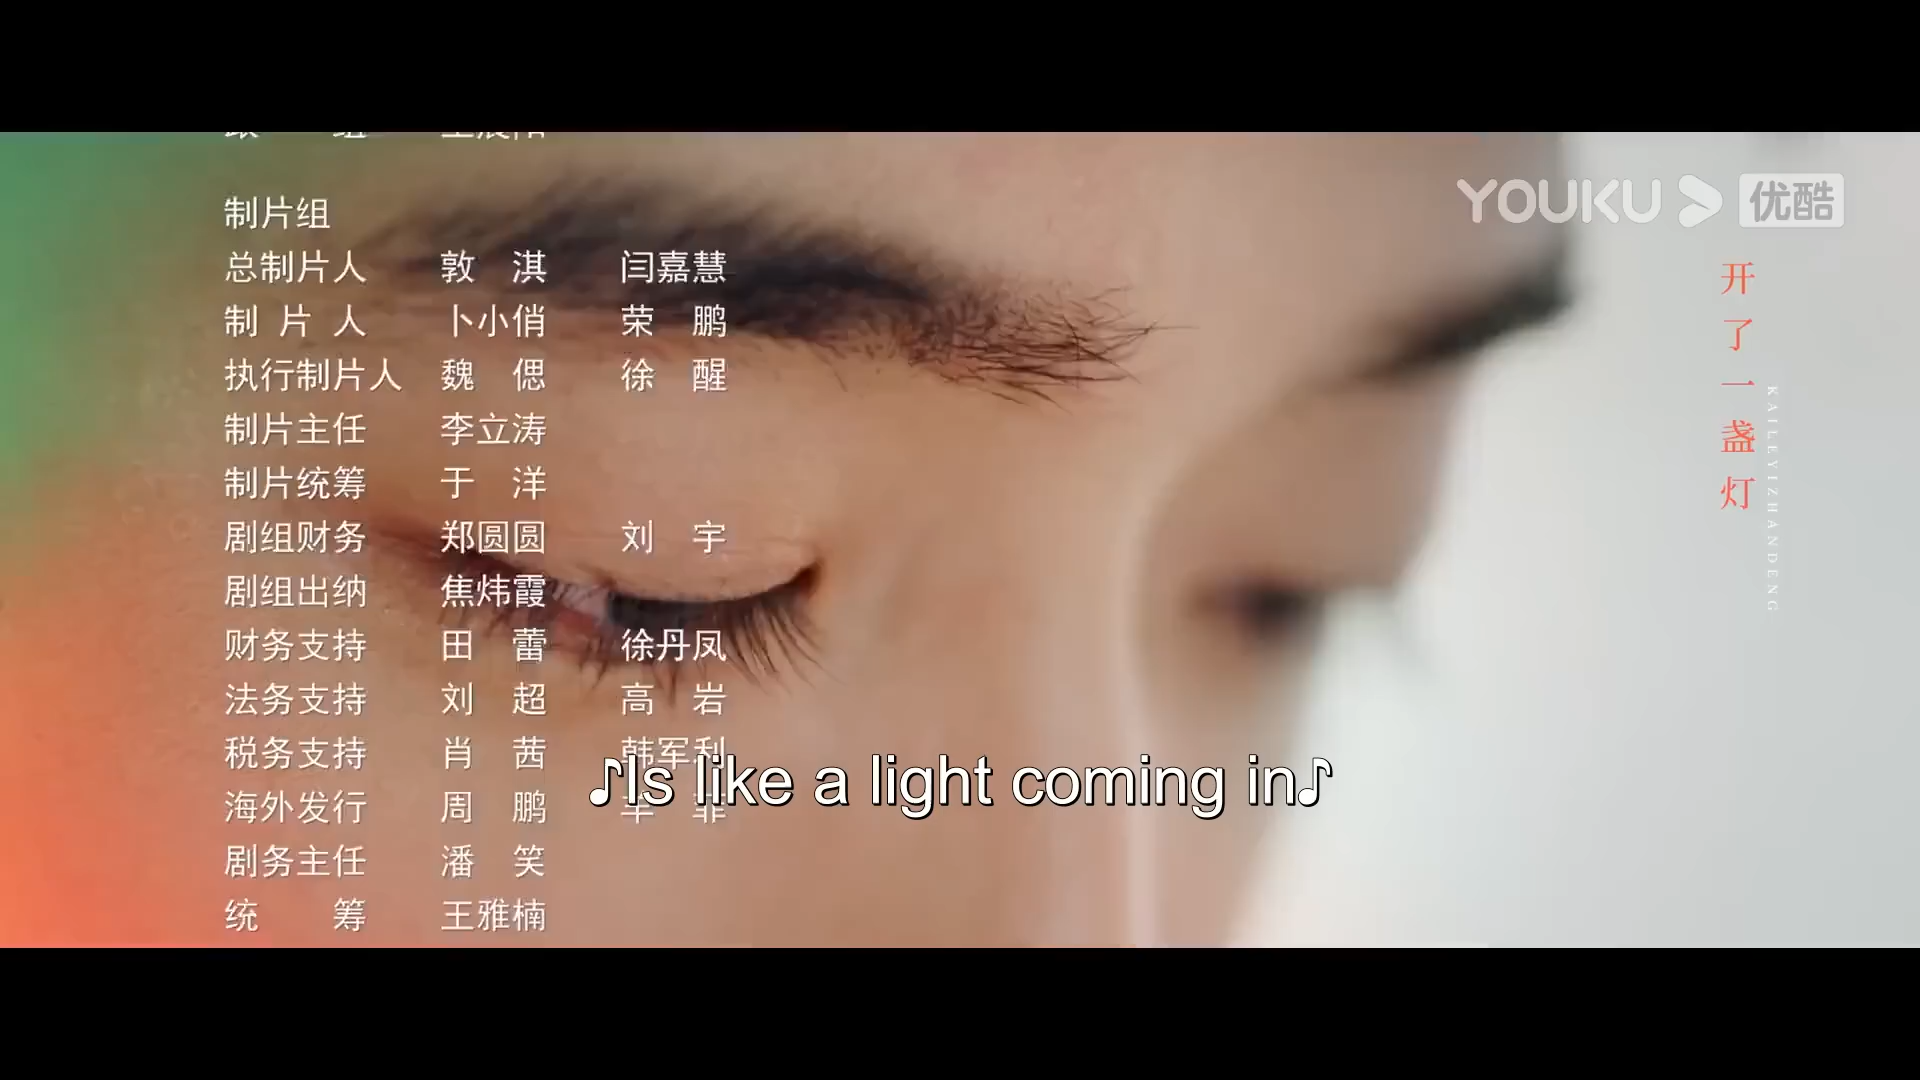 制片组
总制片人 敦淇 闫嘉慧
制片人 卜小俏 荣鹏
执行制片人 魏偲 徐醒
制片主任 李立涛
制片统筹 于洋
剧组财务 郑圆圆 刘宇
剧组出纳 焦炜霞
财务支持 田蕾 徐丹凤
法务支持 刘超 高岩
税务支持 肖茜 韩军利
海外发行 周鹏
剧务主任 潘笑
统筹 王雅楠
♪Is like a light coming in♪
YOUKU 优酷
开了一盏灯
KAILEYIZHANDENG